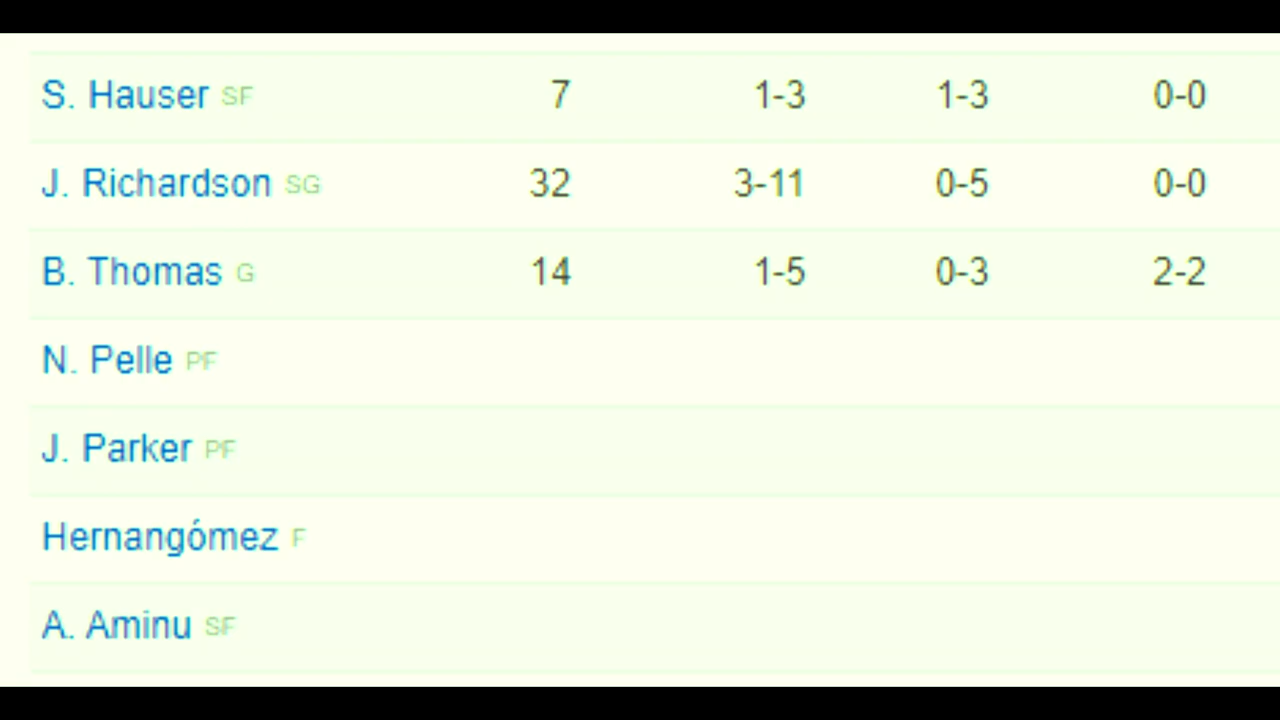 S. Hauser SF 7 1-3 1-3 0-0
J. Richardson SG 32 3-11 0-5 0-0
B. Thomas G 14 1-5 0-3 2-2
N. Pelle PF
J. Parker PF
Hernangómez F
A. Aminu SF